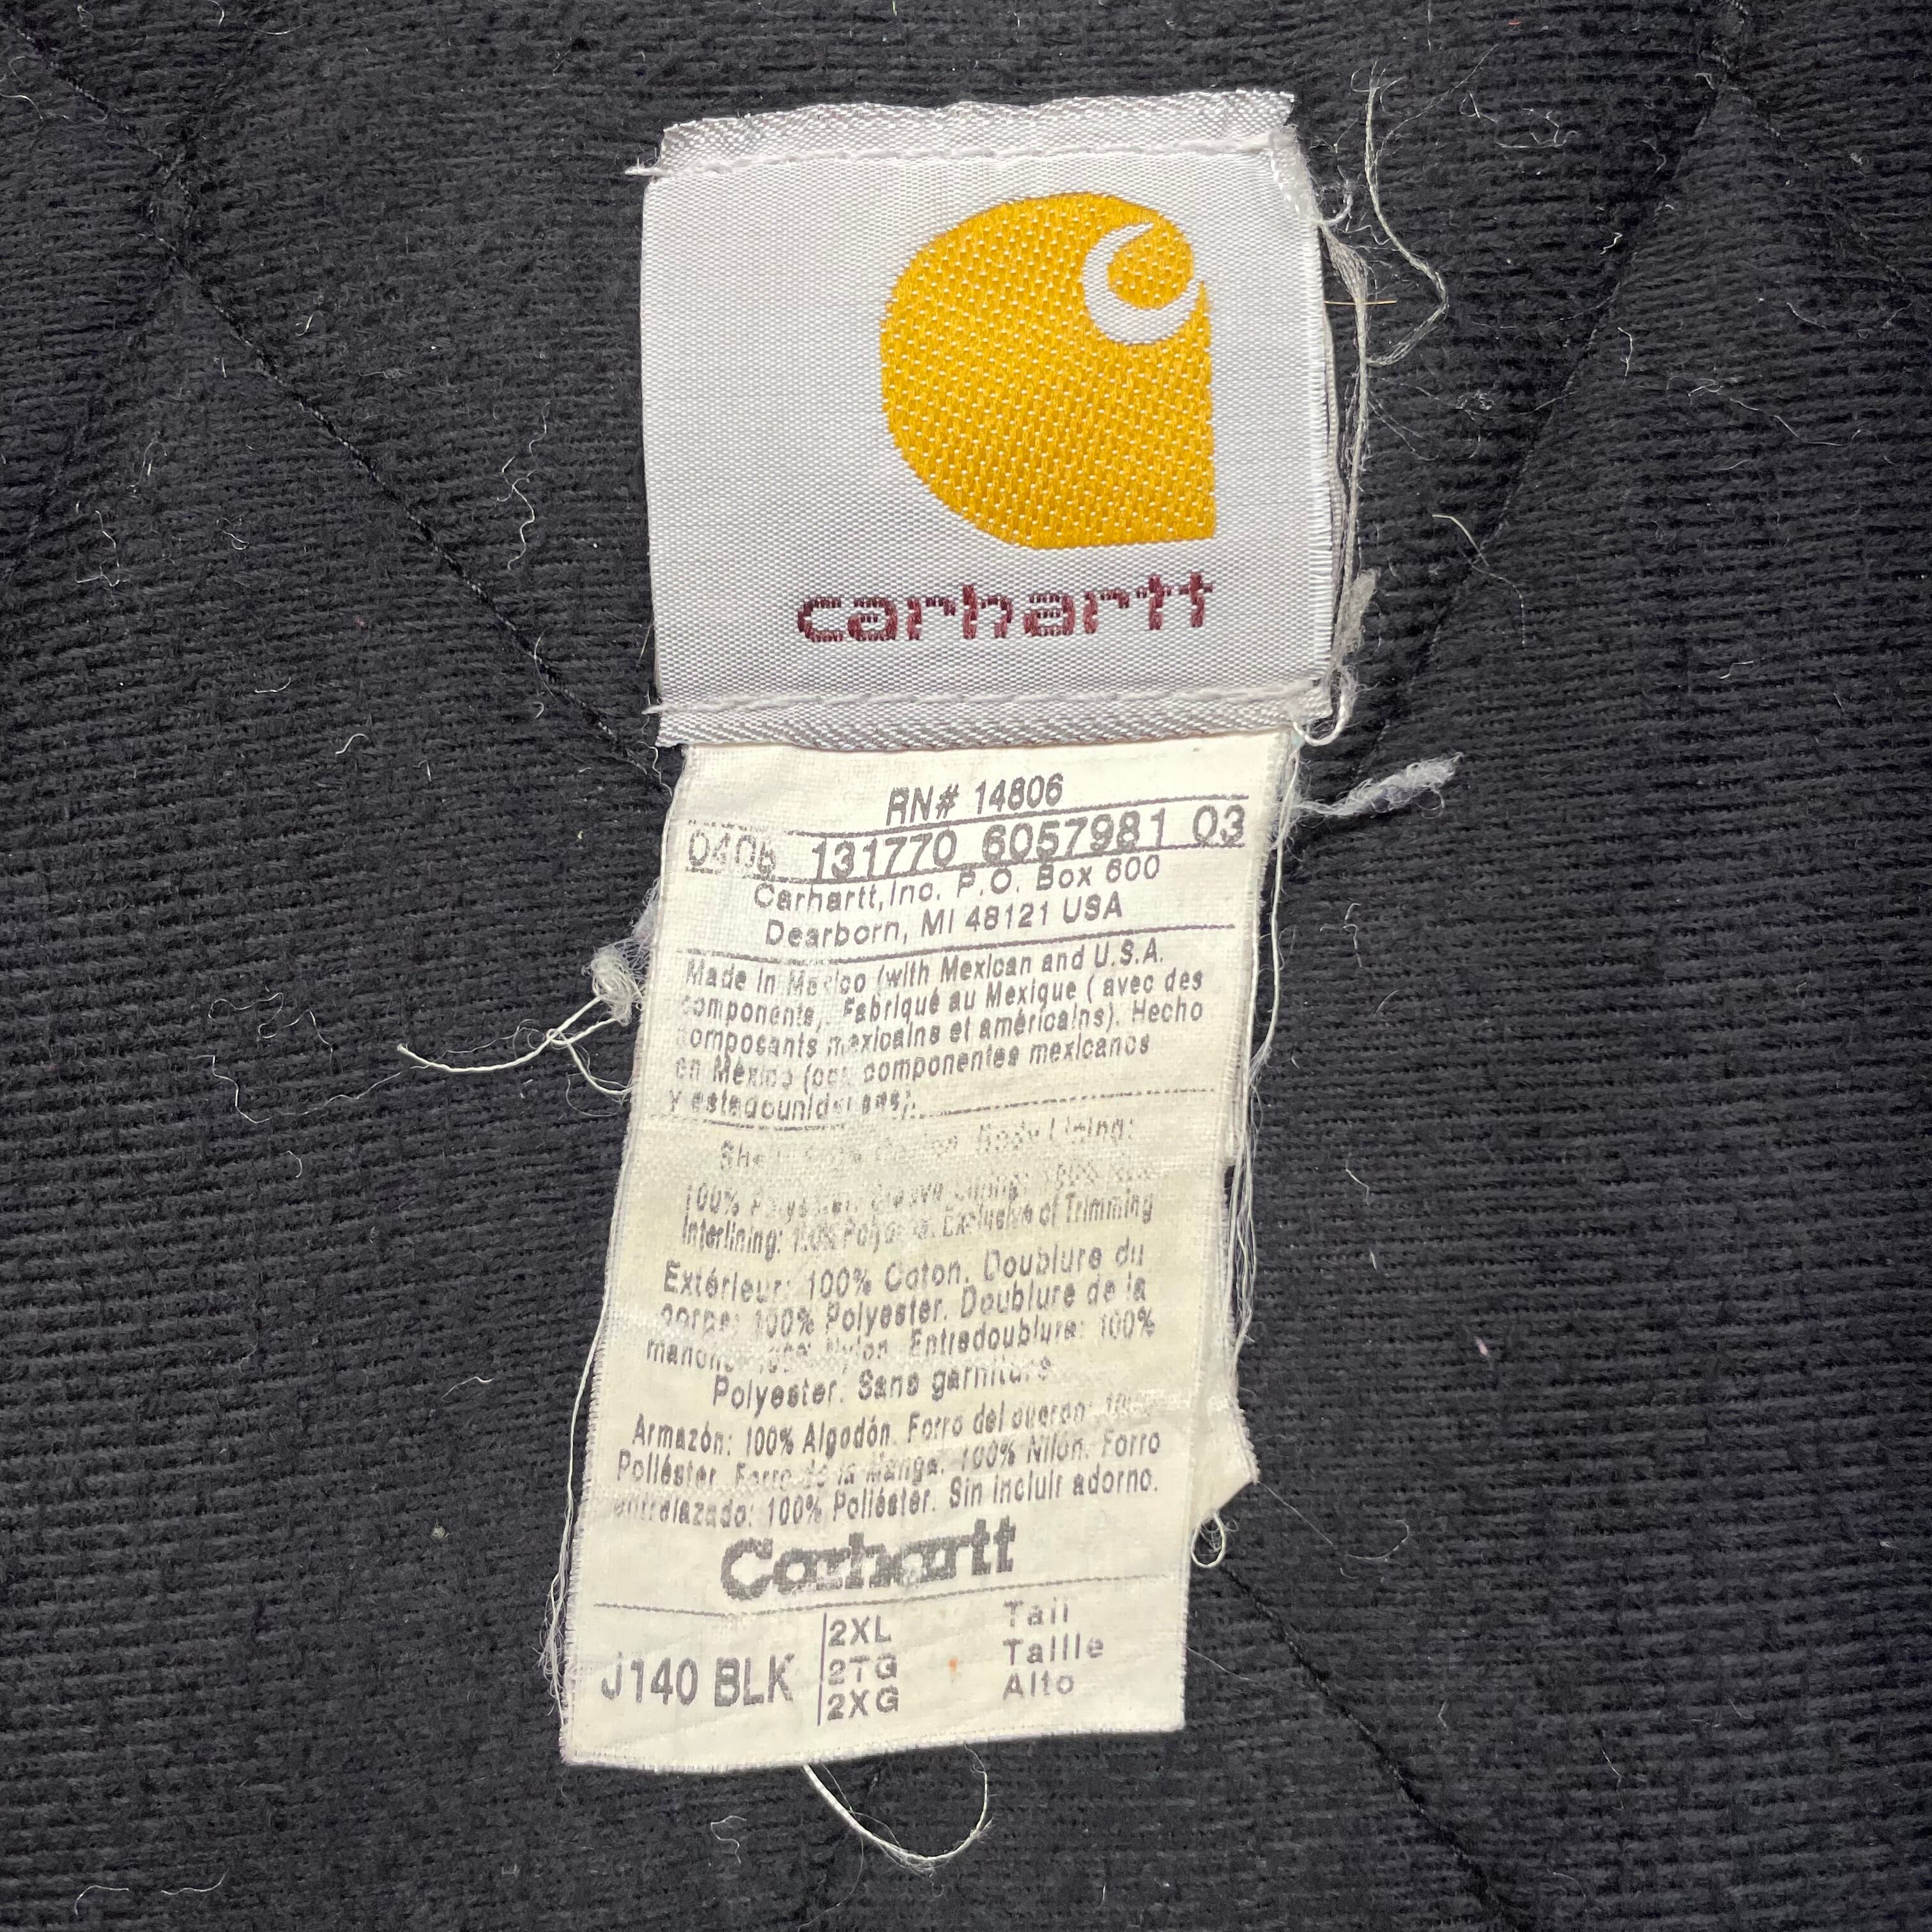 carhartt
RN# 14806
131770 6057981 03
Carhartt, Inc. P.O. Box 600
Dearborn, MI 48121 USA
Made in Mexico (with Mexican and U.S.A.
components). Fabriqué au Mexique ( avec des
composants mexicains et américains). Hecho
en México (con componentes mexicanos
y estadounidenses).
Body Lining:
100% Polyester.
Interlining: 100% Exclusive of Trimming
Extérieur: 100% Coton. Doublure du
corps: 100% Polyester. Doublure de la
Nylon. Entredoublure: 100%
Polyester. Sans garniture
Armazón: 100% Algodón. Forro del cuerpo: 100%
Poliéster. Forro de la Manga: 100% Nilón. Forro
entrelazado: 100% Poliéster. Sin incluir adorno.
Carhartt
J140 BLK
2XL Tall
2TG Taille
2XG Alto